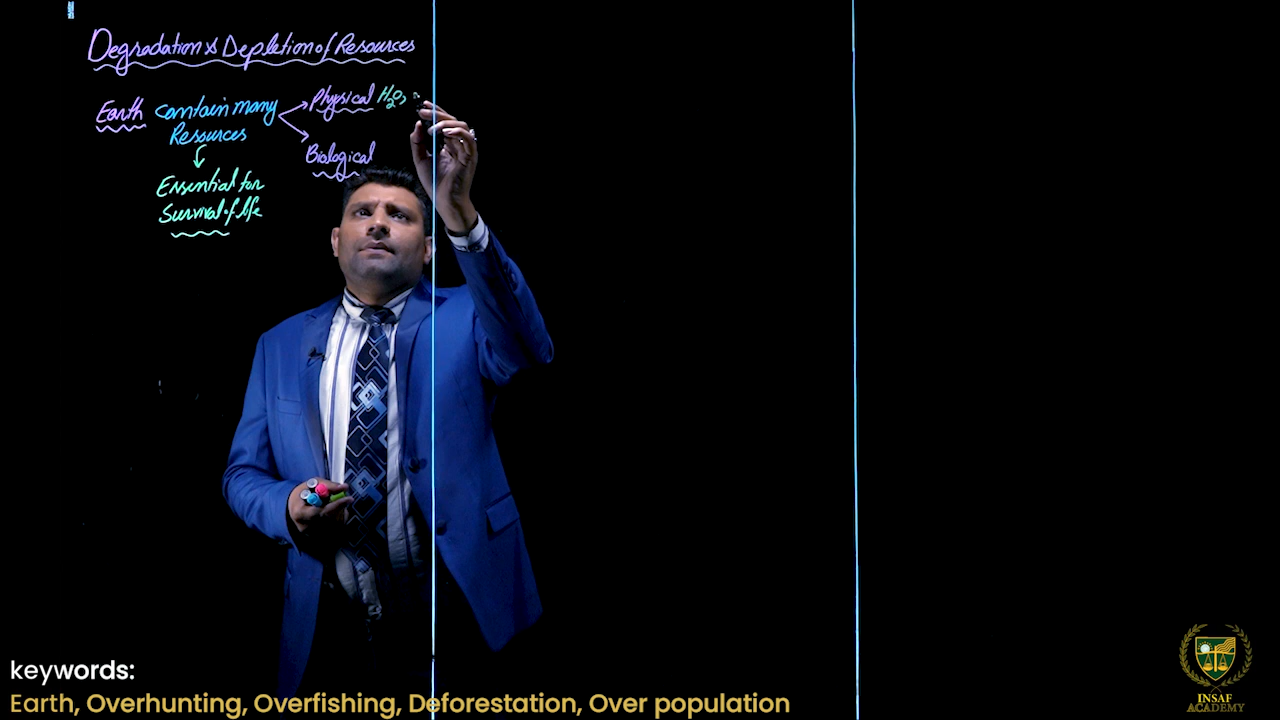 Degradation & Depletion of Resources
Earth contain many Resources
Physical H₂O,
Biological
Essential for
Survival of life
keywords:
Earth, Overhunting, Overfishing, Deforestation, Over population
INSAF
ACADEMY